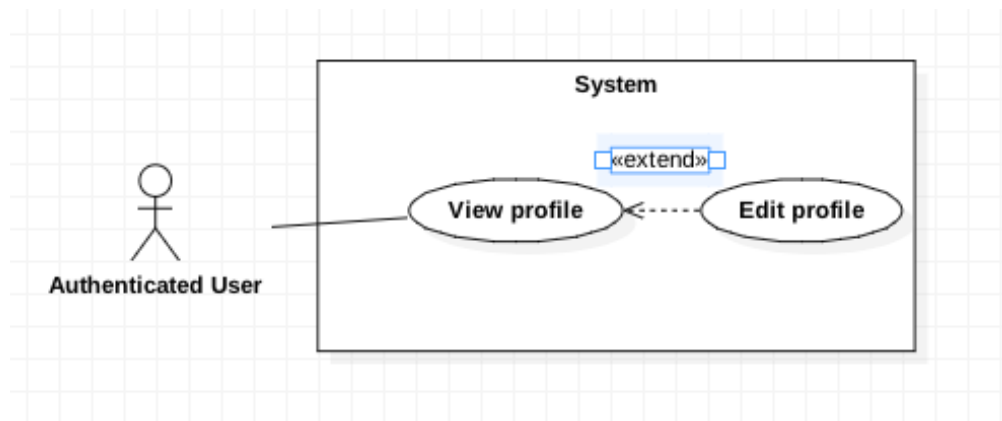 System
«extend»
View profile
Edit profile
Authenticated User